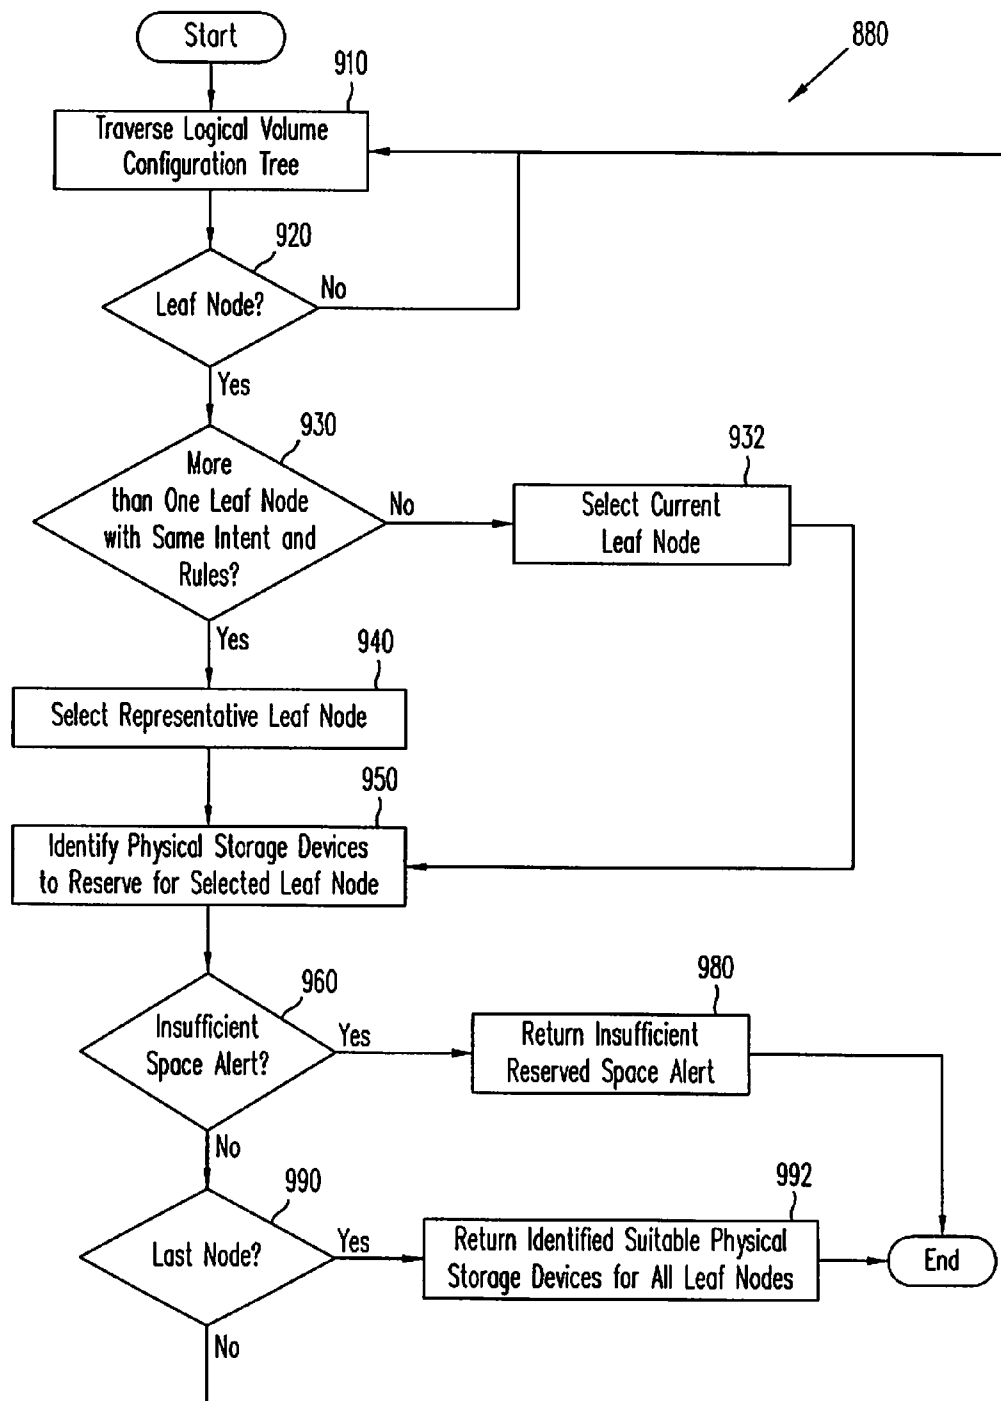 Start
880
910
Traverse Logical Volume
Configuration Tree
920
Leaf Node?
No
Yes
930
More
than One Leaf Node
with Same Intent and
Rules?
No
932
Select Current
Leaf Node
Yes
940
Select Representative Leaf Node
950
Identify Physical Storage Devices
to Reserve for Selected Leaf Node
960
Insufficient
Space Alert?
Yes
980
Return Insufficient
Reserved Space Alert
No
990
Last Node?
Yes
992
Return Identified Suitable Physical
Storage Devices for All Leaf Nodes
End
No